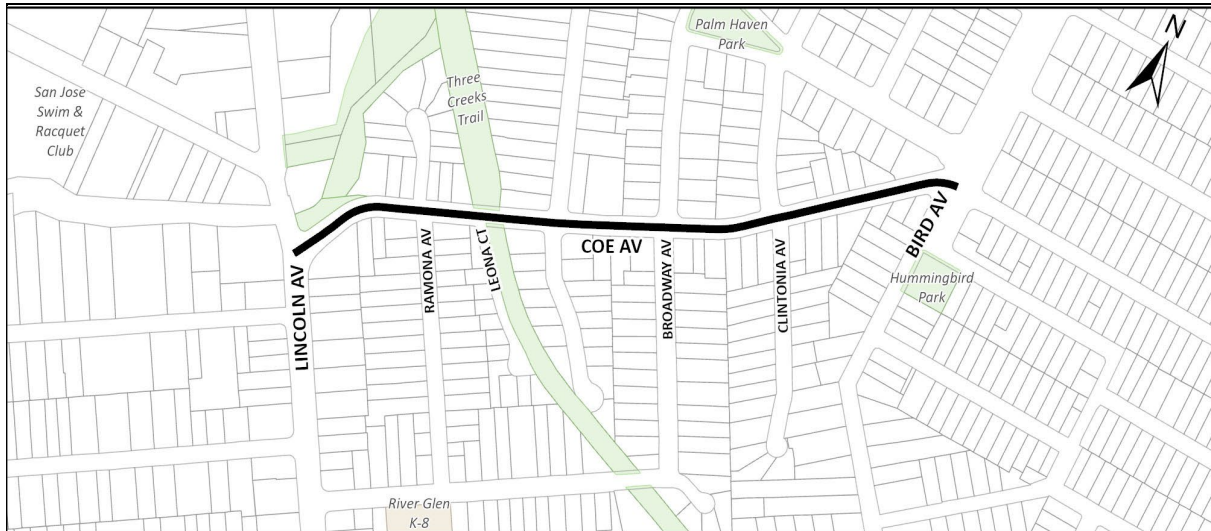 Palm Haven
Park
N
San Jose
Swim &
Racquet
Club
Three
Creeks
Trail
LINCOLN AV
RAMONA AV
LEONA CT
COE AV
BROADWAY AV
CLINTONIA AV
BIRD AV
Hummingbird
Park
River Glen
K-8